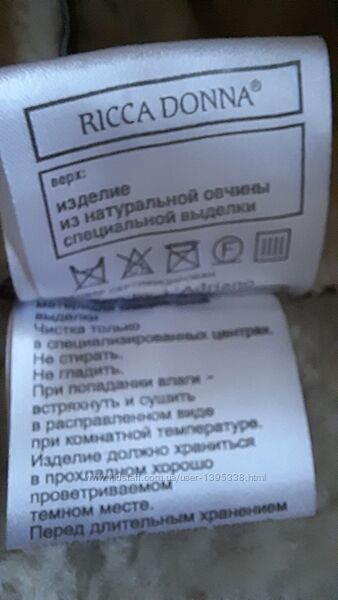 RICCA DONNA®
верх:
изделие
из натуральной овчины
специальной выделки
F
выделки
Чистка только
в специализированных центрах.
Не стирать.
Не гладить.
При попадании влаги -
встряхнуть и сушить
в расправленном виде
при комнатной температуре.
Изделие должно храниться
в прохладном хорошо
проветриваемом
темном месте.
Перед длительным хранением